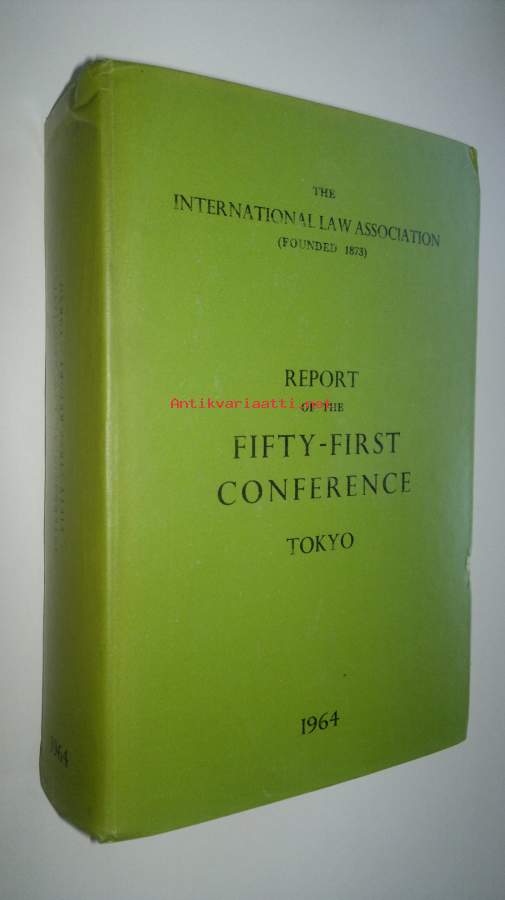 THE
INTERNATIONAL LAW ASSOCIATION
(FOUNDED 1873)
REPORT
OF THE
FIFTY-FIRST
CONFERENCE
TOKYO
1964
Antikvariaatti.net
1964